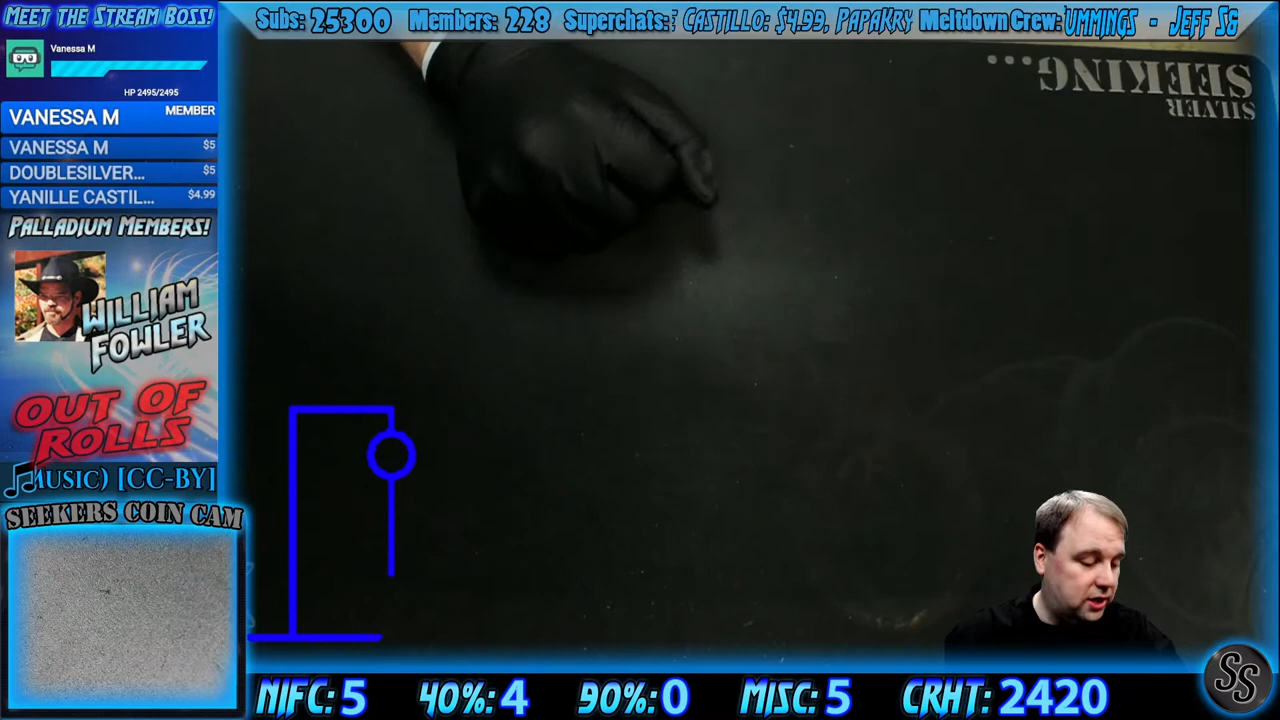 MEET THE STREAM BOSS!
Subs: 25300 Members: 228 Superchats: CASTILLO: $4.99, PAPAKRY Meltdown Crew: UMMINGS - JEFF S&
Vanessa M
HP 2495/2495
VANESSA M MEMBER
VANESSA M $5
DOUBLESILVER... $5
YANILLE CASTIL... $4.99
PALLADIUM MEMBERS!
WILLIAM
FOWLER
OUT OF
ROLLS
MUSIC) [CC-BY]
SEEKERS COIN CAM
SILVER
SEEKING...
NIFC: 5 40%: 4 90%: 0 MISC: 5 CRHT: 2420
SS